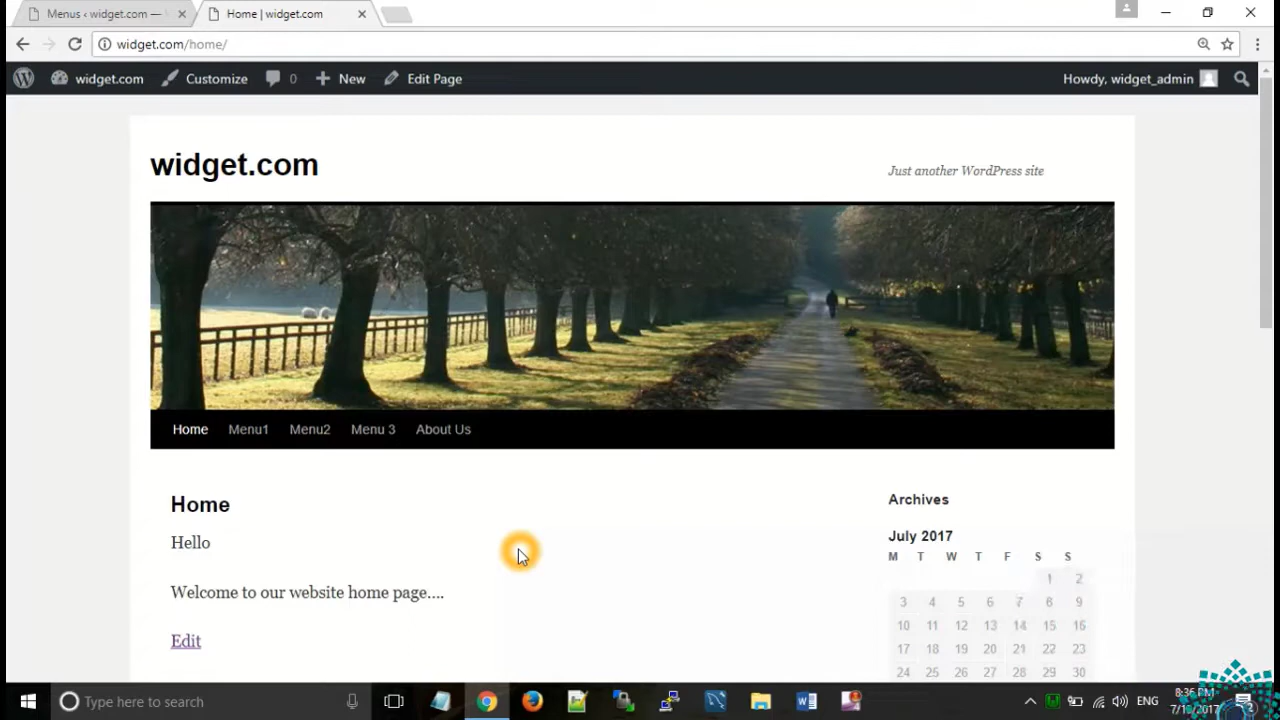 Menus ‹ widget.com —
Home | widget.com
widget.com/home/
widget.com
Customize
0
New
Edit Page
Howdy, widget_admin
widget.com
Just another WordPress site
Home
Menu1
Menu2
Menu 3
About Us
Home
Hello
Welcome to our website home page….
Edit
Archives
July 2017
M T W T F S S
1 2
3 4 5 6 7 8 9
10 11 12 13 14 15 16
17 18 19 20 21 22 23
24 25 26 27 28 29 30
Type here to search
ENG
8:36 PM